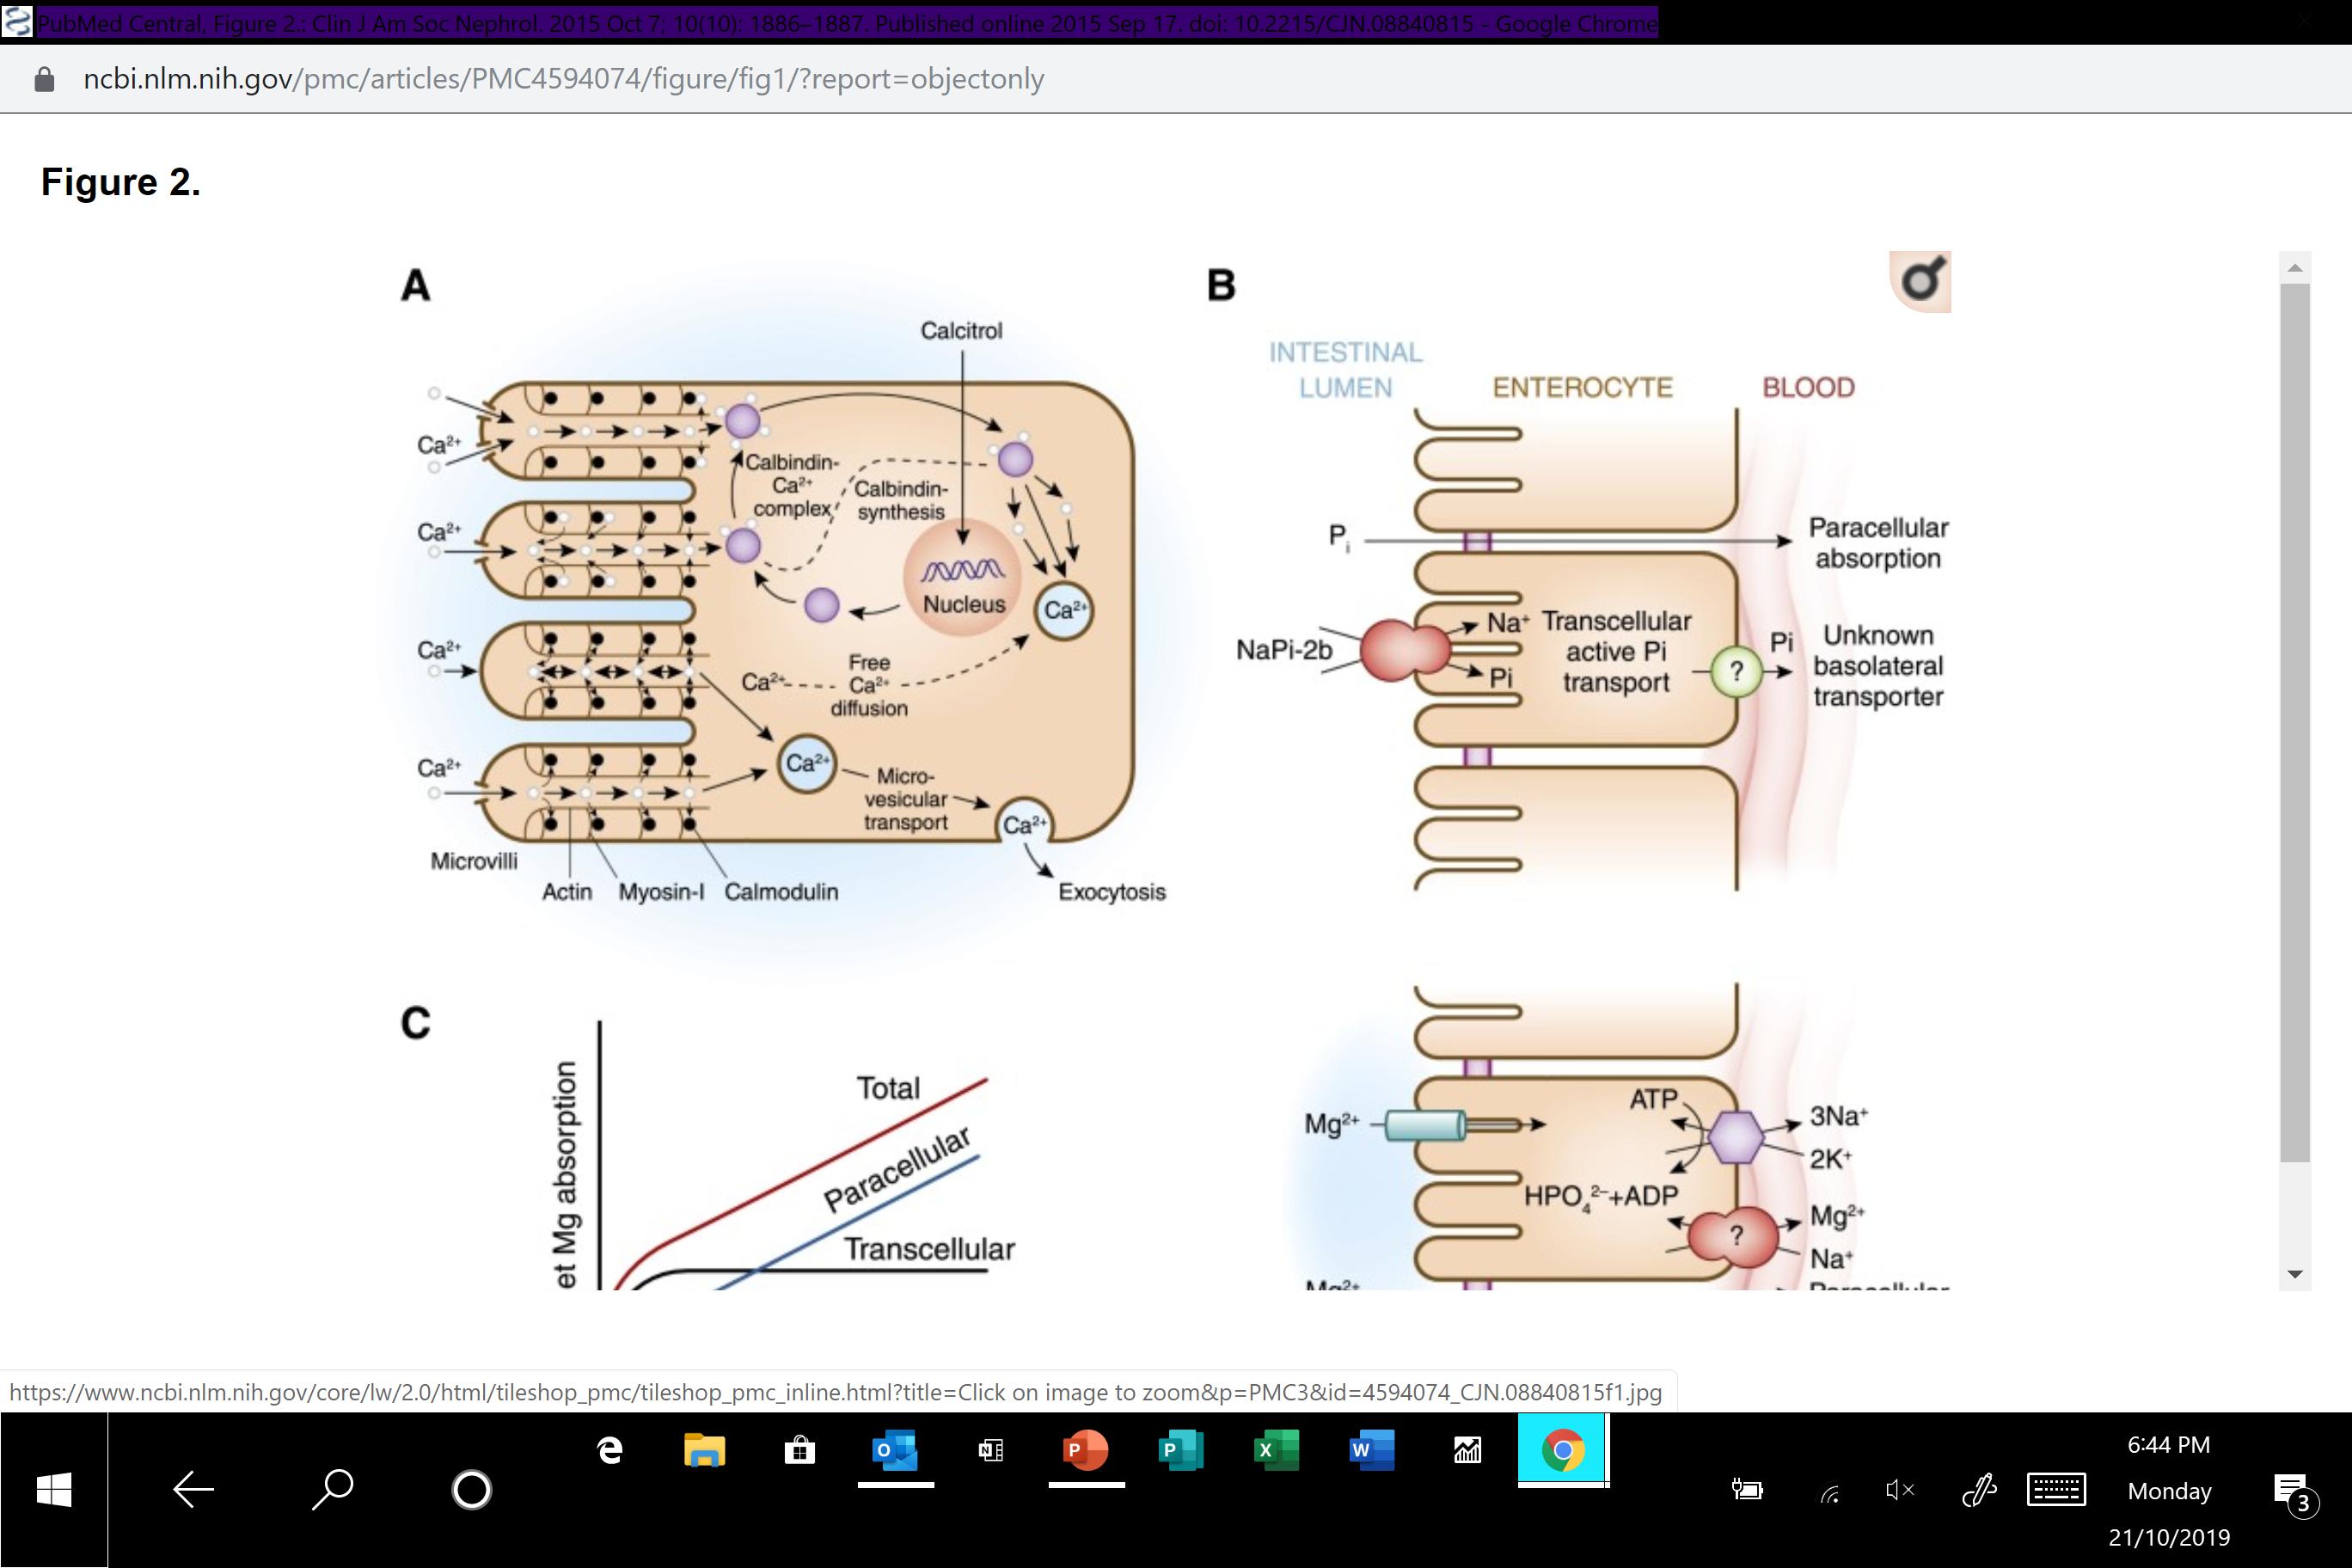 PubMed Central, Figure 2.: Clin J Am Soc Nephrol. 2015 Oct 7; 10(10): 1886–1887. Published online 2015 Sep 17. doi: 10.2215/CJN.08840815 - Google Chrome
ncbi.nlm.nih.gov/pmc/articles/PMC4594074/figure/fig1/?report=objectonly
Figure 2.
A
Calcitrol
Ca²⁺
Ca²⁺
Ca²⁺
Ca²⁺
Calbindin-
Ca²⁺
complex
Calbindin-
synthesis
Nucleus
Ca²⁺
Ca²⁺
Free
Ca²⁺
diffusion
Ca²⁺
Micro-
vesicular
transport
Ca²⁺
Microvilli
Actin
Myosin-I
Calmodulin
Exocytosis
B
INTESTINAL
LUMEN
ENTEROCYTE
BLOOD
Pi
Paracellular
absorption
NaPi-2b
Na⁺
Pi
Transcellular
active Pi
transport
?
Pi
Unknown
basolateral
transporter
C
et Mg absorption
Total
Paracellular
Transcellular
Mg²⁺
ATP
3Na⁺
2K⁺
HPO₄²⁻+ADP
?
Mg²⁺
Na⁺
Mg²⁺
Paracellular
https://www.ncbi.nlm.nih.gov/core/lw/2.0/html/tileshop_pmc/tileshop_pmc_inline.html?title=Click on image to zoom&p=PMC3&id=4594074_CJN.08840815f1.jpg
6:44 PM
Monday
21/10/2019
3